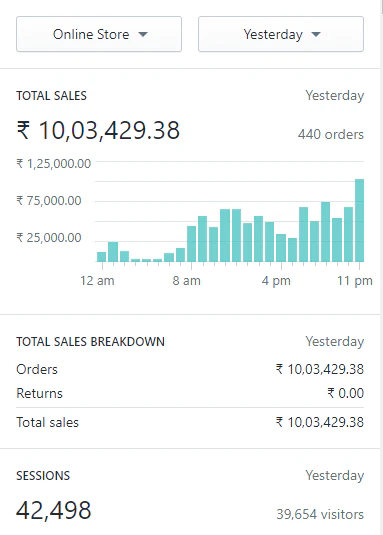 Online Store Yesterday
TOTAL SALES Yesterday
₹ 10,03,429.38 440 orders
₹ 1,25,000.00
₹ 75,000.00
₹ 25,000.00
12 am 8 am 4 pm 11 pm
TOTAL SALES BREAKDOWN Yesterday
Orders ₹ 10,03,429.38
Returns ₹ 0.00
Total sales ₹ 10,03,429.38
SESSIONS Yesterday
42,498 39,654 visitors